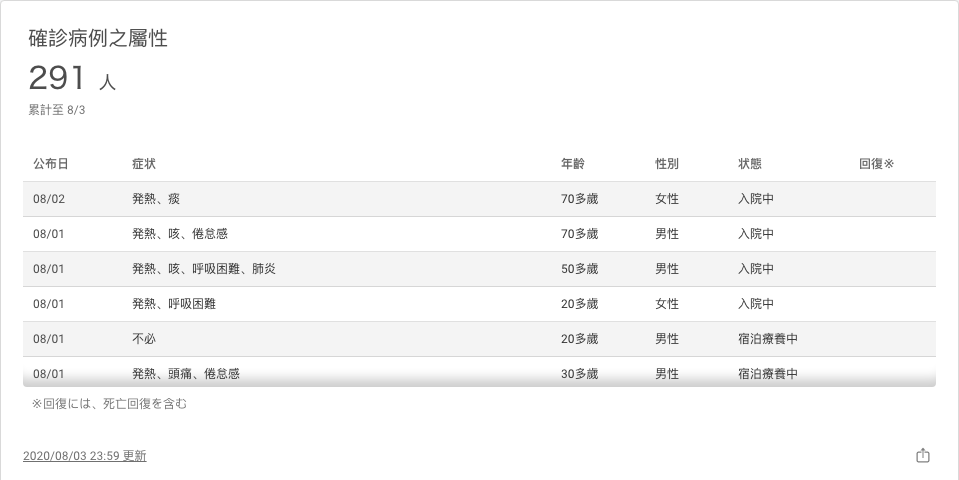 確診病例之屬性
291 人
累計至 8/3
公布日 症状 年齢 性別 状態 回復※
08/02 発熱、痰 70多歲 女性 入院中
08/01 発熱、咳、倦怠感 70多歲 男性 入院中
08/01 発熱、咳、呼吸困難、肺炎 50多歲 男性 入院中
08/01 発熱、呼吸困難 20多歲 女性 入院中
08/01 不必 20多歲 男性 宿泊療養中
08/01 発熱、頭痛、倦怠感 30多歲 男性 宿泊療養中
※回復には、死亡回復を含む
2020/08/03 23:59 更新